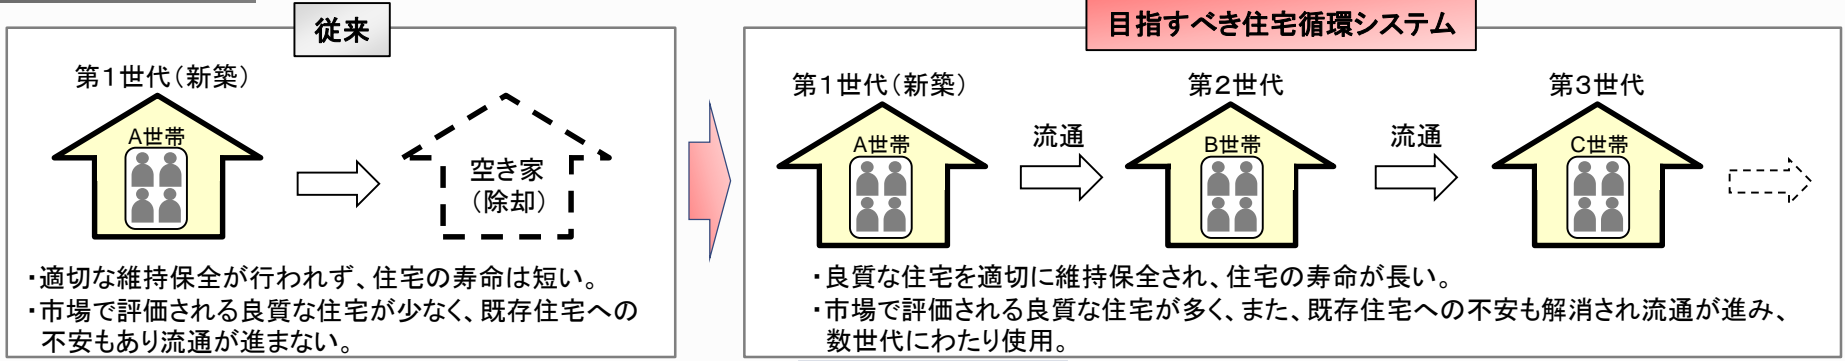 従来
第１世代（新築）
A世帯
空き家
（除却）
・適切な維持保全が行われず、住宅の寿命は短い。
・市場で評価される良質な住宅が少なく、既存住宅への
不安もあり流通が進まない。
目指すべき住宅循環システム
第１世代（新築）
A世帯
流通
第２世代
B世帯
流通
第３世代
C世帯
・良質な住宅を適切に維持保全され、住宅の寿命が長い。
・市場で評価される良質な住宅が多く、また、既存住宅への不安も解消され流通が進み、
数世代にわたり使用。